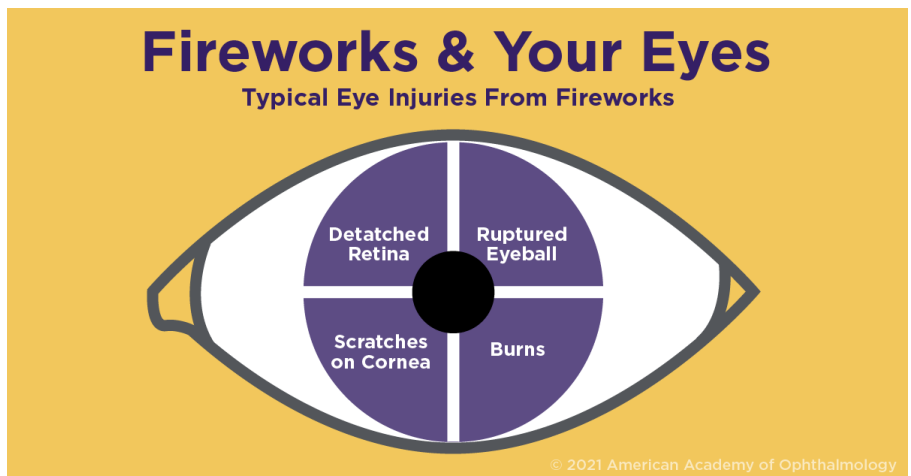 Fireworks & Your Eyes
Typical Eye Injuries From Fireworks
Detatched
Retina
Ruptured
Eyeball
Scratches
on Cornea
Burns
© 2021 American Academy of Ophthalmology